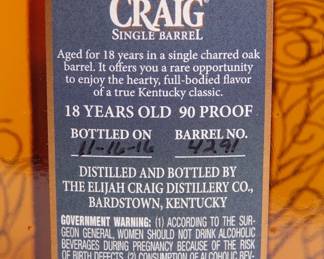 CRAIG
SINGLE BARREL
Aged for 18 years in a single charred oak
barrel. It offers you a rare opportunity
to enjoy the hearty, full-bodied flavor
of a true Kentucky classic.
18 YEARS OLD 90 PROOF
BOTTLED ON BARREL NO.
11-16-16 4291
DISTILLED AND BOTTLED BY
THE ELIJAH CRAIG DISTILLERY CO.,
BARDSTOWN, KENTUCKY
GOVERNMENT WARNING: (1) ACCORDING TO THE SUR-
GEON GENERAL, WOMEN SHOULD NOT DRINK ALCOHOLIC
BEVERAGES DURING PREGNANCY BECAUSE OF THE RISK
OF BIRTH DEFECTS. (2) CONSUMPTION OF ALCOHOLIC BEV-